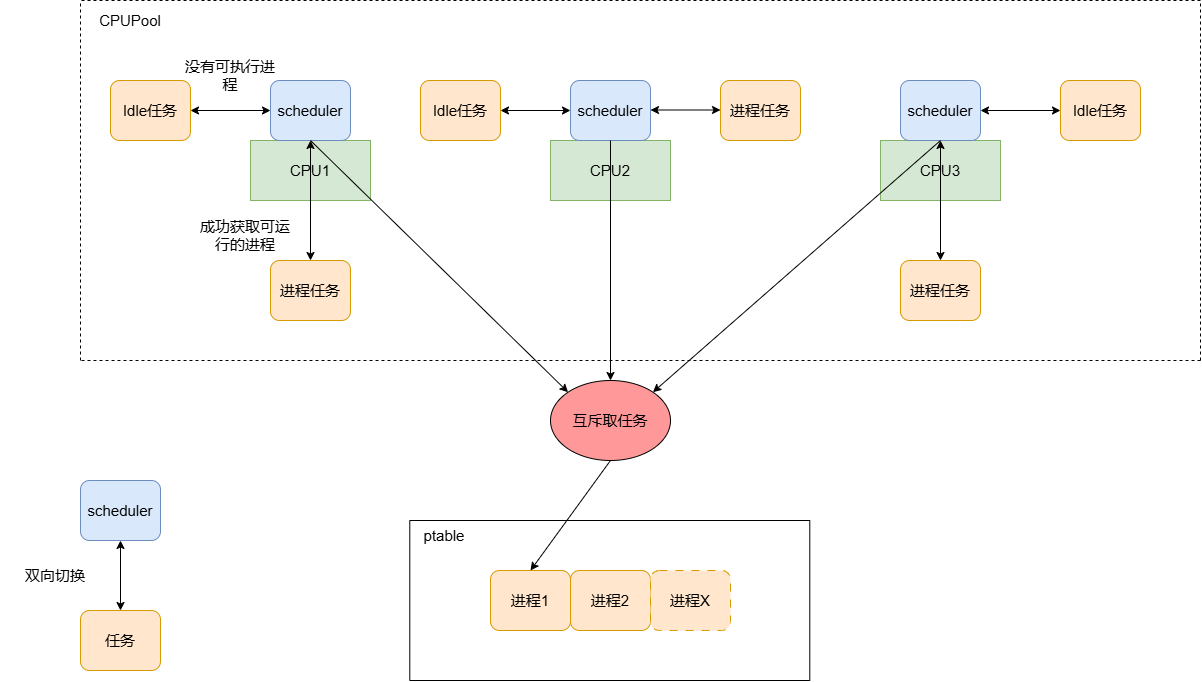 CPUPool
没有可执行进
程
Idle任务
scheduler
Idle任务
scheduler
进程任务
scheduler
Idle任务
CPU1
CPU2
CPU3
成功获取可运
行的进程
进程任务
进程任务
互斥取任务
scheduler
双向切换
任务
ptable
进程1
进程2
进程X